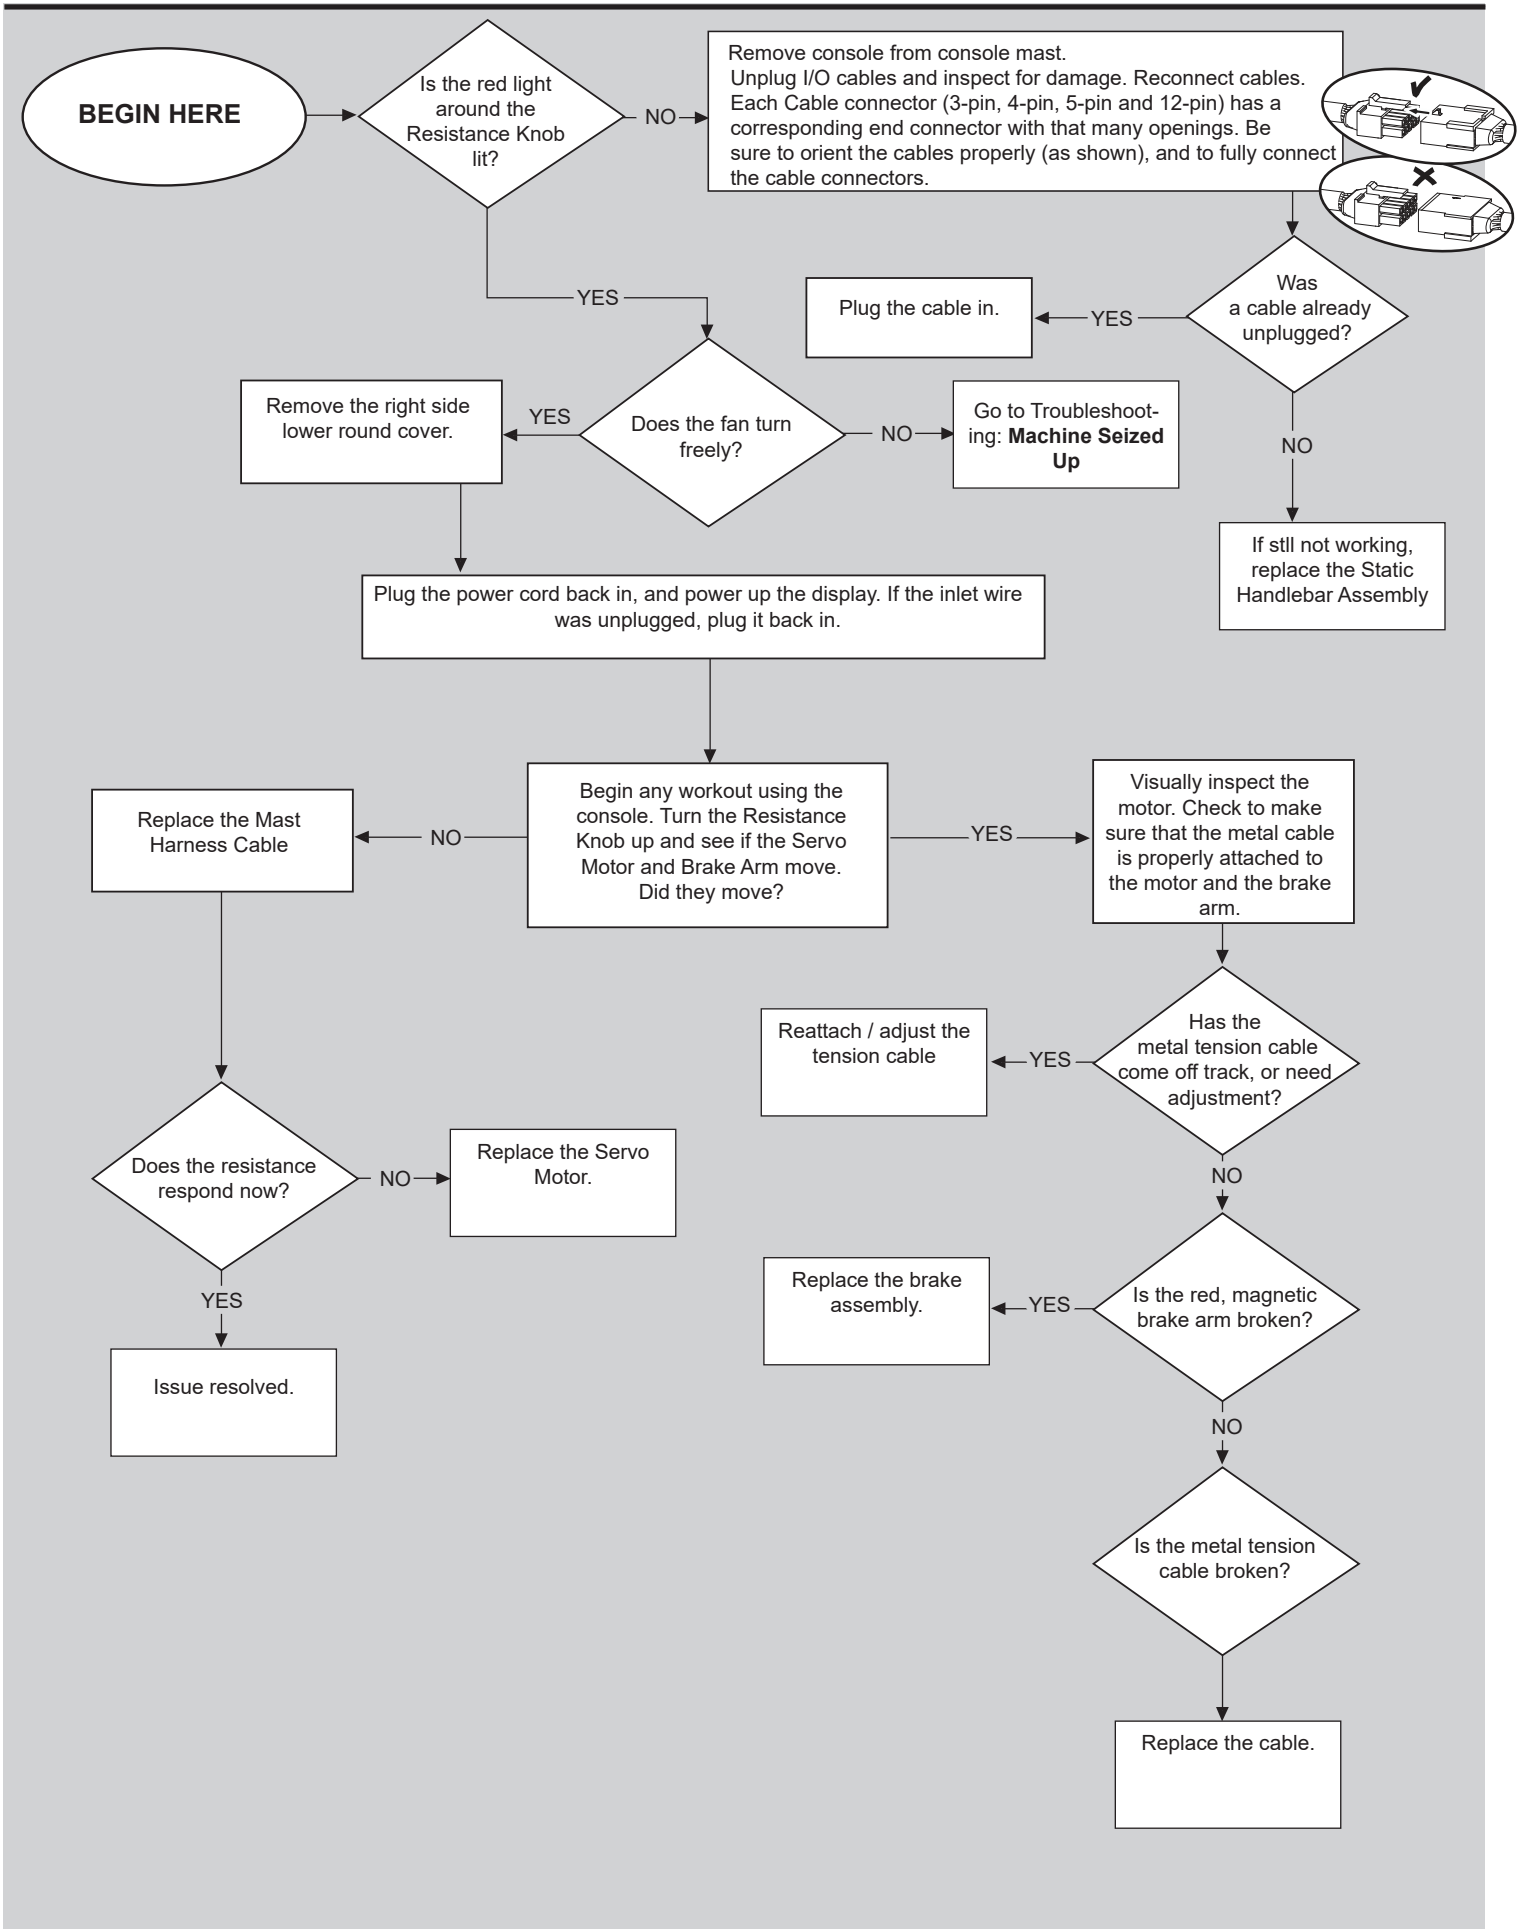 BEGIN HERE
Is the red light
around the
Resistance Knob
lit?
NO
Remove console from console mast.
Unplug I/O cables and inspect for damage. Reconnect cables.
Each Cable connector (3-pin, 4-pin, 5-pin and 12-pin) has a
corresponding end connector with that many openings. Be
sure to orient the cables properly (as shown), and to fully connect
the cable connectors.
YES
Was
a cable already
unplugged?
YES
Plug the cable in.
NO
If stll not working,
replace the Static
Handlebar Assembly
Does the fan turn
freely?
NO
Go to Troubleshoot-
ing: Machine Seized
Up
YES
Remove the right side
lower round cover.
Plug the power cord back in, and power up the display. If the inlet wire
was unplugged, plug it back in.
Begin any workout using the
console. Turn the Resistance
Knob up and see if the Servo
Motor and Brake Arm move.
Did they move?
NO
Replace the Mast
Harness Cable
Does the resistance
respond now?
NO
Replace the Servo
Motor.
YES
Issue resolved.
YES
Visually inspect the
motor. Check to make
sure that the metal cable
is properly attached to
the motor and the brake
arm.
Has the
metal tension cable
come off track, or need
adjustment?
YES
Reattach / adjust the
tension cable
NO
Is the red, magnetic
brake arm broken?
YES
Replace the brake
assembly.
NO
Is the metal tension
cable broken?
Replace the cable.